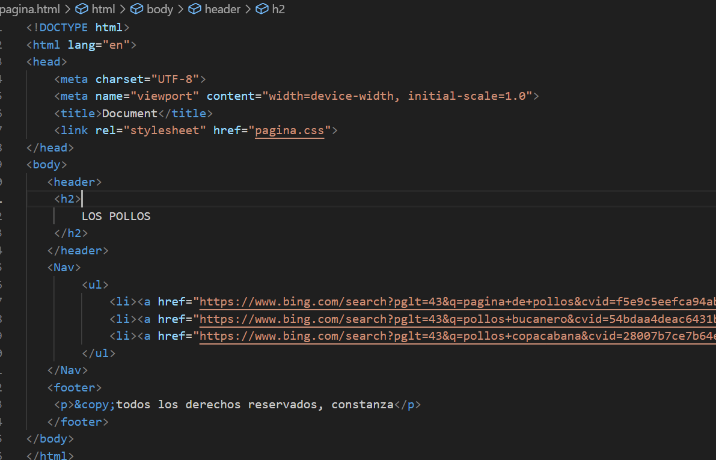 pagina.html > html > body > header > h2
<!DOCTYPE html>
<html lang="en">
<head>
<meta charset="UTF-8">
<meta name="viewport" content="width=device-width, initial-scale=1.0">
<title>Document</title>
<link rel="stylesheet" href="pagina.css">
</head>
<body>
<header>
<h2>
LOS POLLOS
</h2>
</header>
<Nav>
<ul>
<li><a href="https://www.bing.com/search?pglt=43&q=pagina+de+pollos&cvid=f5e9c5eefca94ab
<li><a href="https://www.bing.com/search?pglt=43&q=pollos+bucanero&cvid=54bdaa4deac6431b
<li><a href="https://www.bing.com/search?pglt=43&q=pollos+copacabana&cvid=28007b7ce7b64e
</ul>
</Nav>
<footer>
<p>&copy;todos los derechos reservados, constanza</p>
</footer>
</body>
</html>